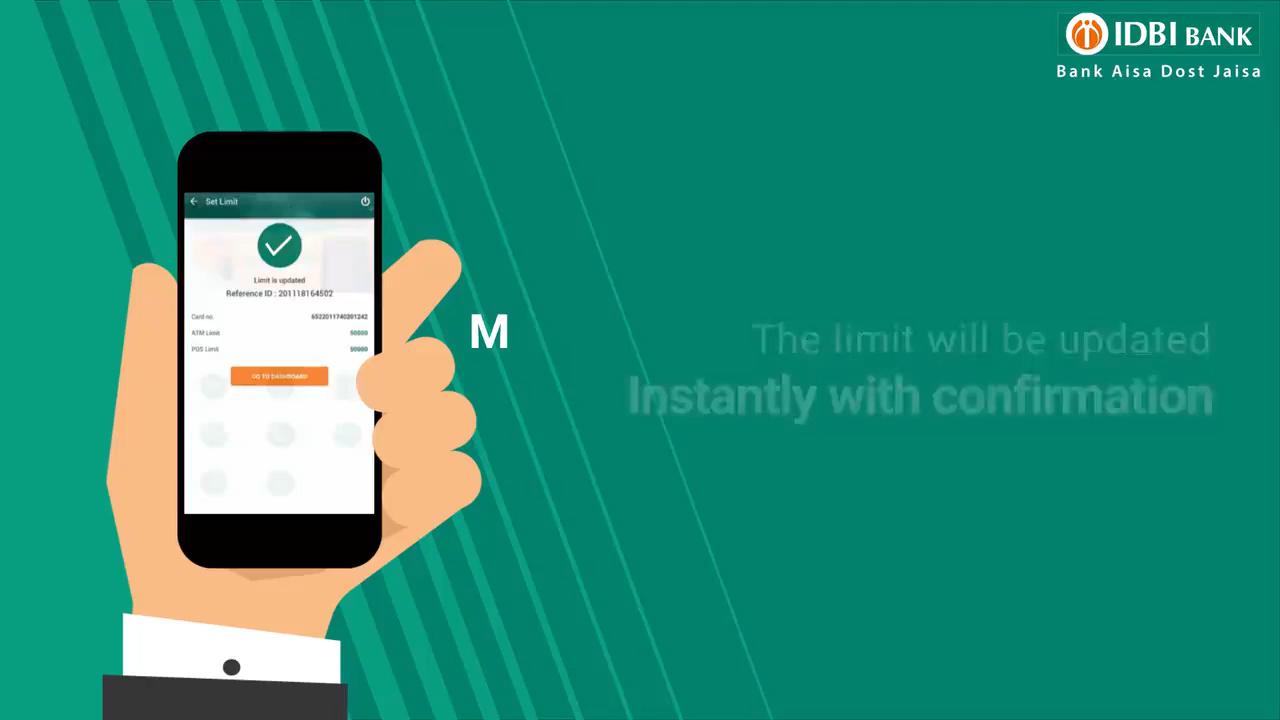 IDBI BANK
Bank Aisa Dost Jaisa
Set Limit
Limit is updated
Reference ID : 201118164502
Card no. 6522011740201242
ATM Limit 50000
POS Limit 50000
GO TO DASHBOARD
M
The limit will be updated
Instantly with confirmation